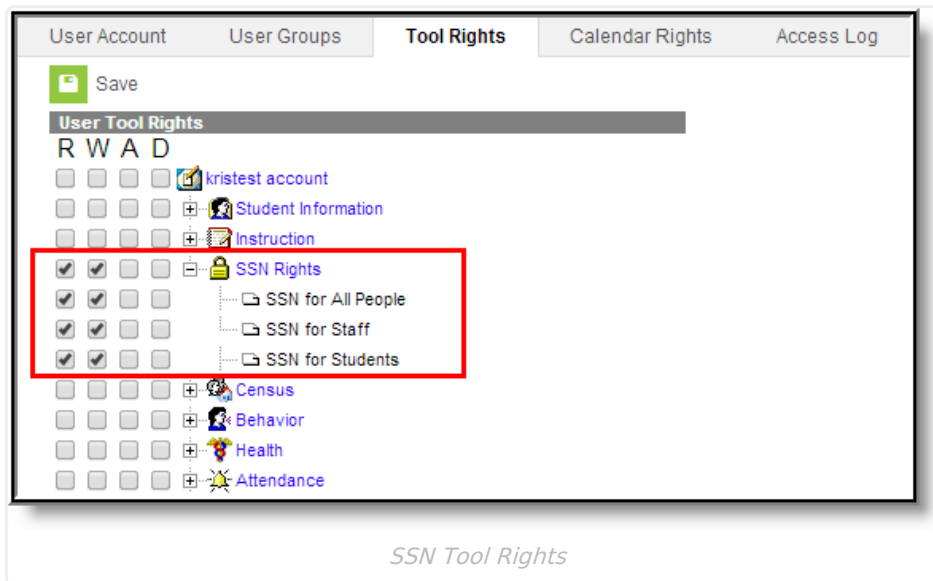 User Account User Groups Tool Rights Calendar Rights Access Log
Save
User Tool Rights
R W A D
kristest account
Student Information
Instruction
SSN Rights
SSN for All People
SSN for Staff
SSN for Students
Census
Behavior
Health
Attendance
SSN Tool Rights